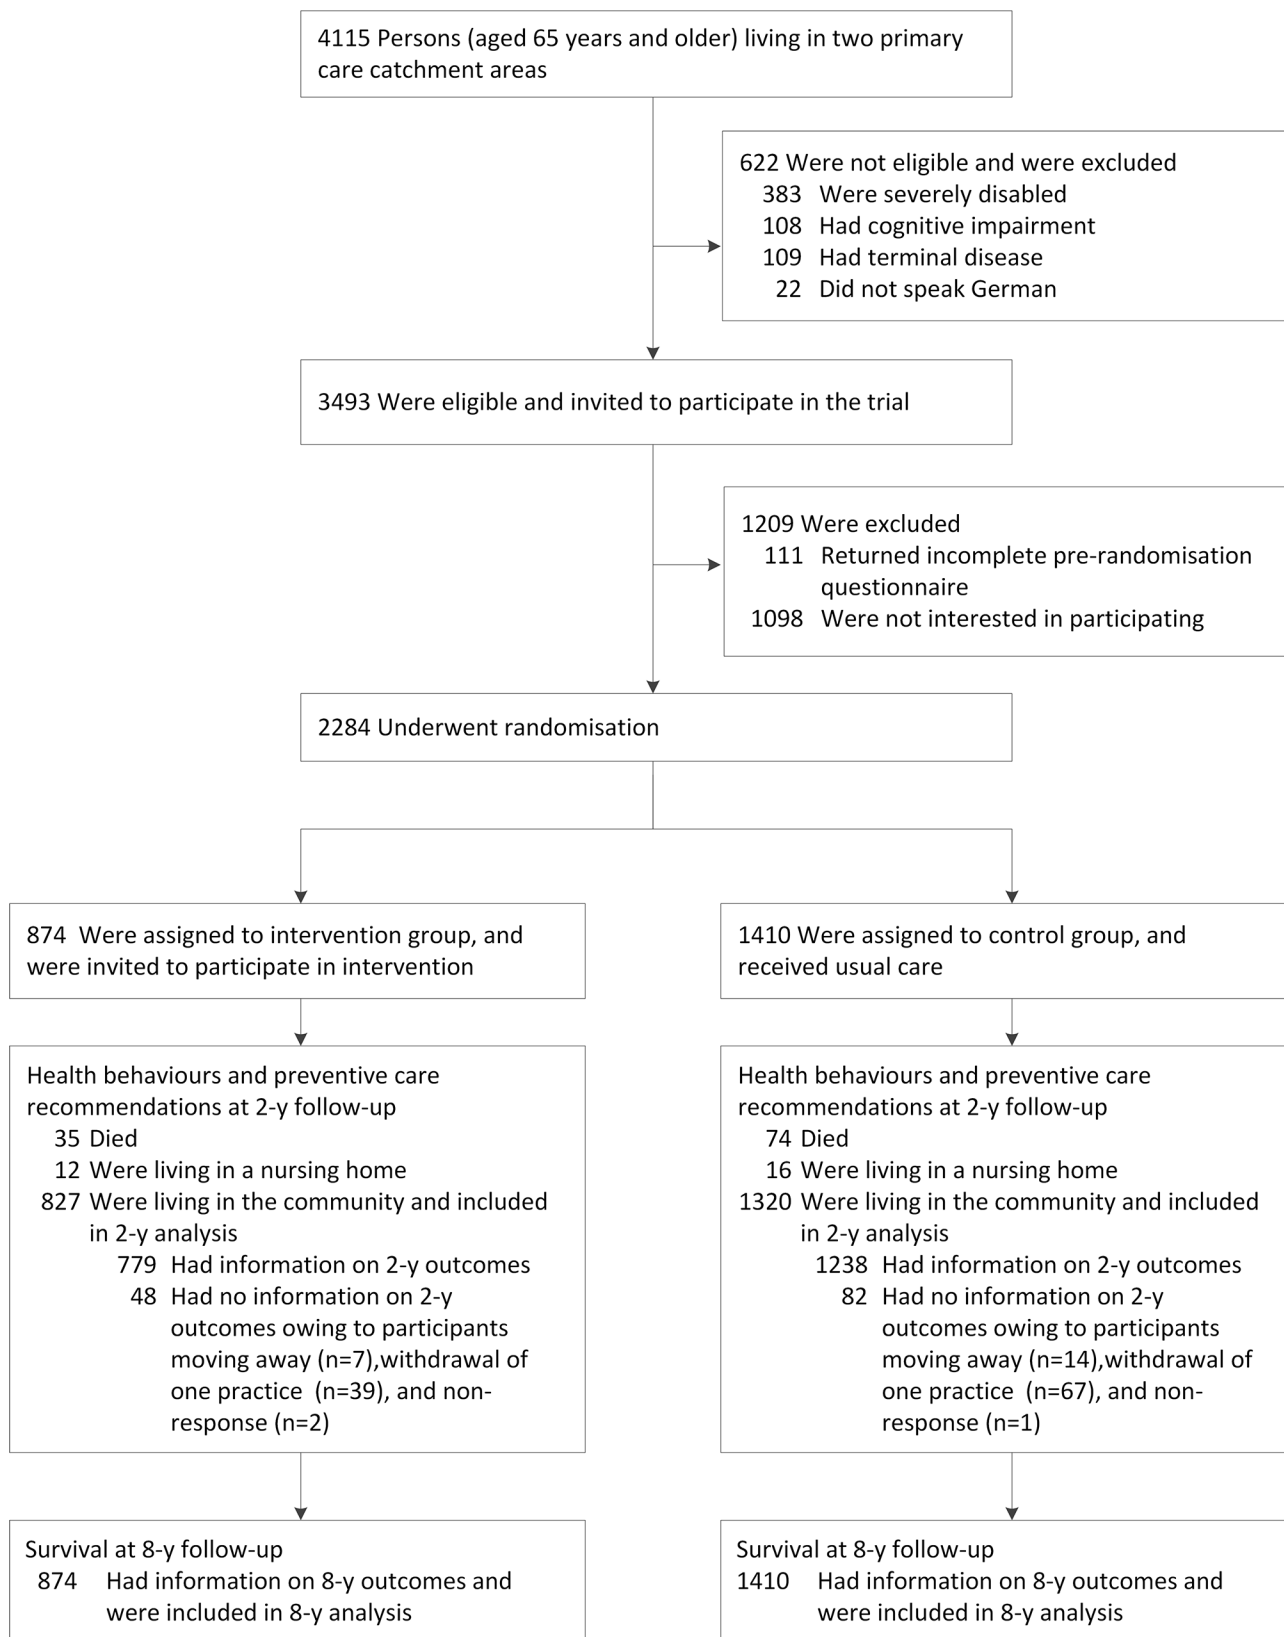 4115 Persons (aged 65 years and older) living in two primary
care catchment areas
622 Were not eligible and were excluded
383 Were severely disabled
108 Had cognitive impairment
109 Had terminal disease
22 Did not speak German
3493 Were eligible and invited to participate in the trial
1209 Were excluded
111 Returned incomplete pre-randomisation
questionnaire
1098 Were not interested in participating
2284 Underwent randomisation
874 Were assigned to intervention group, and
were invited to participate in intervention
1410 Were assigned to control group, and
received usual care
Health behaviours and preventive care
recommendations at 2-y follow-up
35 Died
12 Were living in a nursing home
827 Were living in the community and included
in 2-y analysis
779 Had information on 2-y outcomes
48 Had no information on 2-y
outcomes owing to participants
moving away (n=7),withdrawal of
one practice (n=39), and non-
response (n=2)
Health behaviours and preventive care
recommendations at 2-y follow-up
74 Died
16 Were living in a nursing home
1320 Were living in the community and included
in 2-y analysis
1238 Had information on 2-y outcomes
82 Had no information on 2-y
outcomes owing to participants
moving away (n=14),withdrawal of
one practice (n=67), and non-
response (n=1)
Survival at 8-y follow-up
874 Had information on 8-y outcomes and
were included in 8-y analysis
Survival at 8-y follow-up
1410 Had information on 8-y outcomes and
were included in 8-y analysis